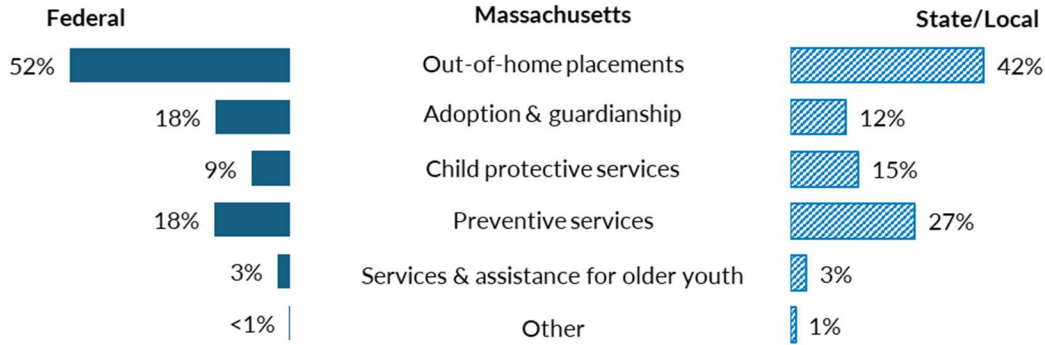 Federal Massachusetts State/Local
52% Out-of-home placements 42%
18% Adoption & guardianship 12%
9% Child protective services 15%
18% Preventive services 27%
3% Services & assistance for older youth 3%
<1% Other 1%